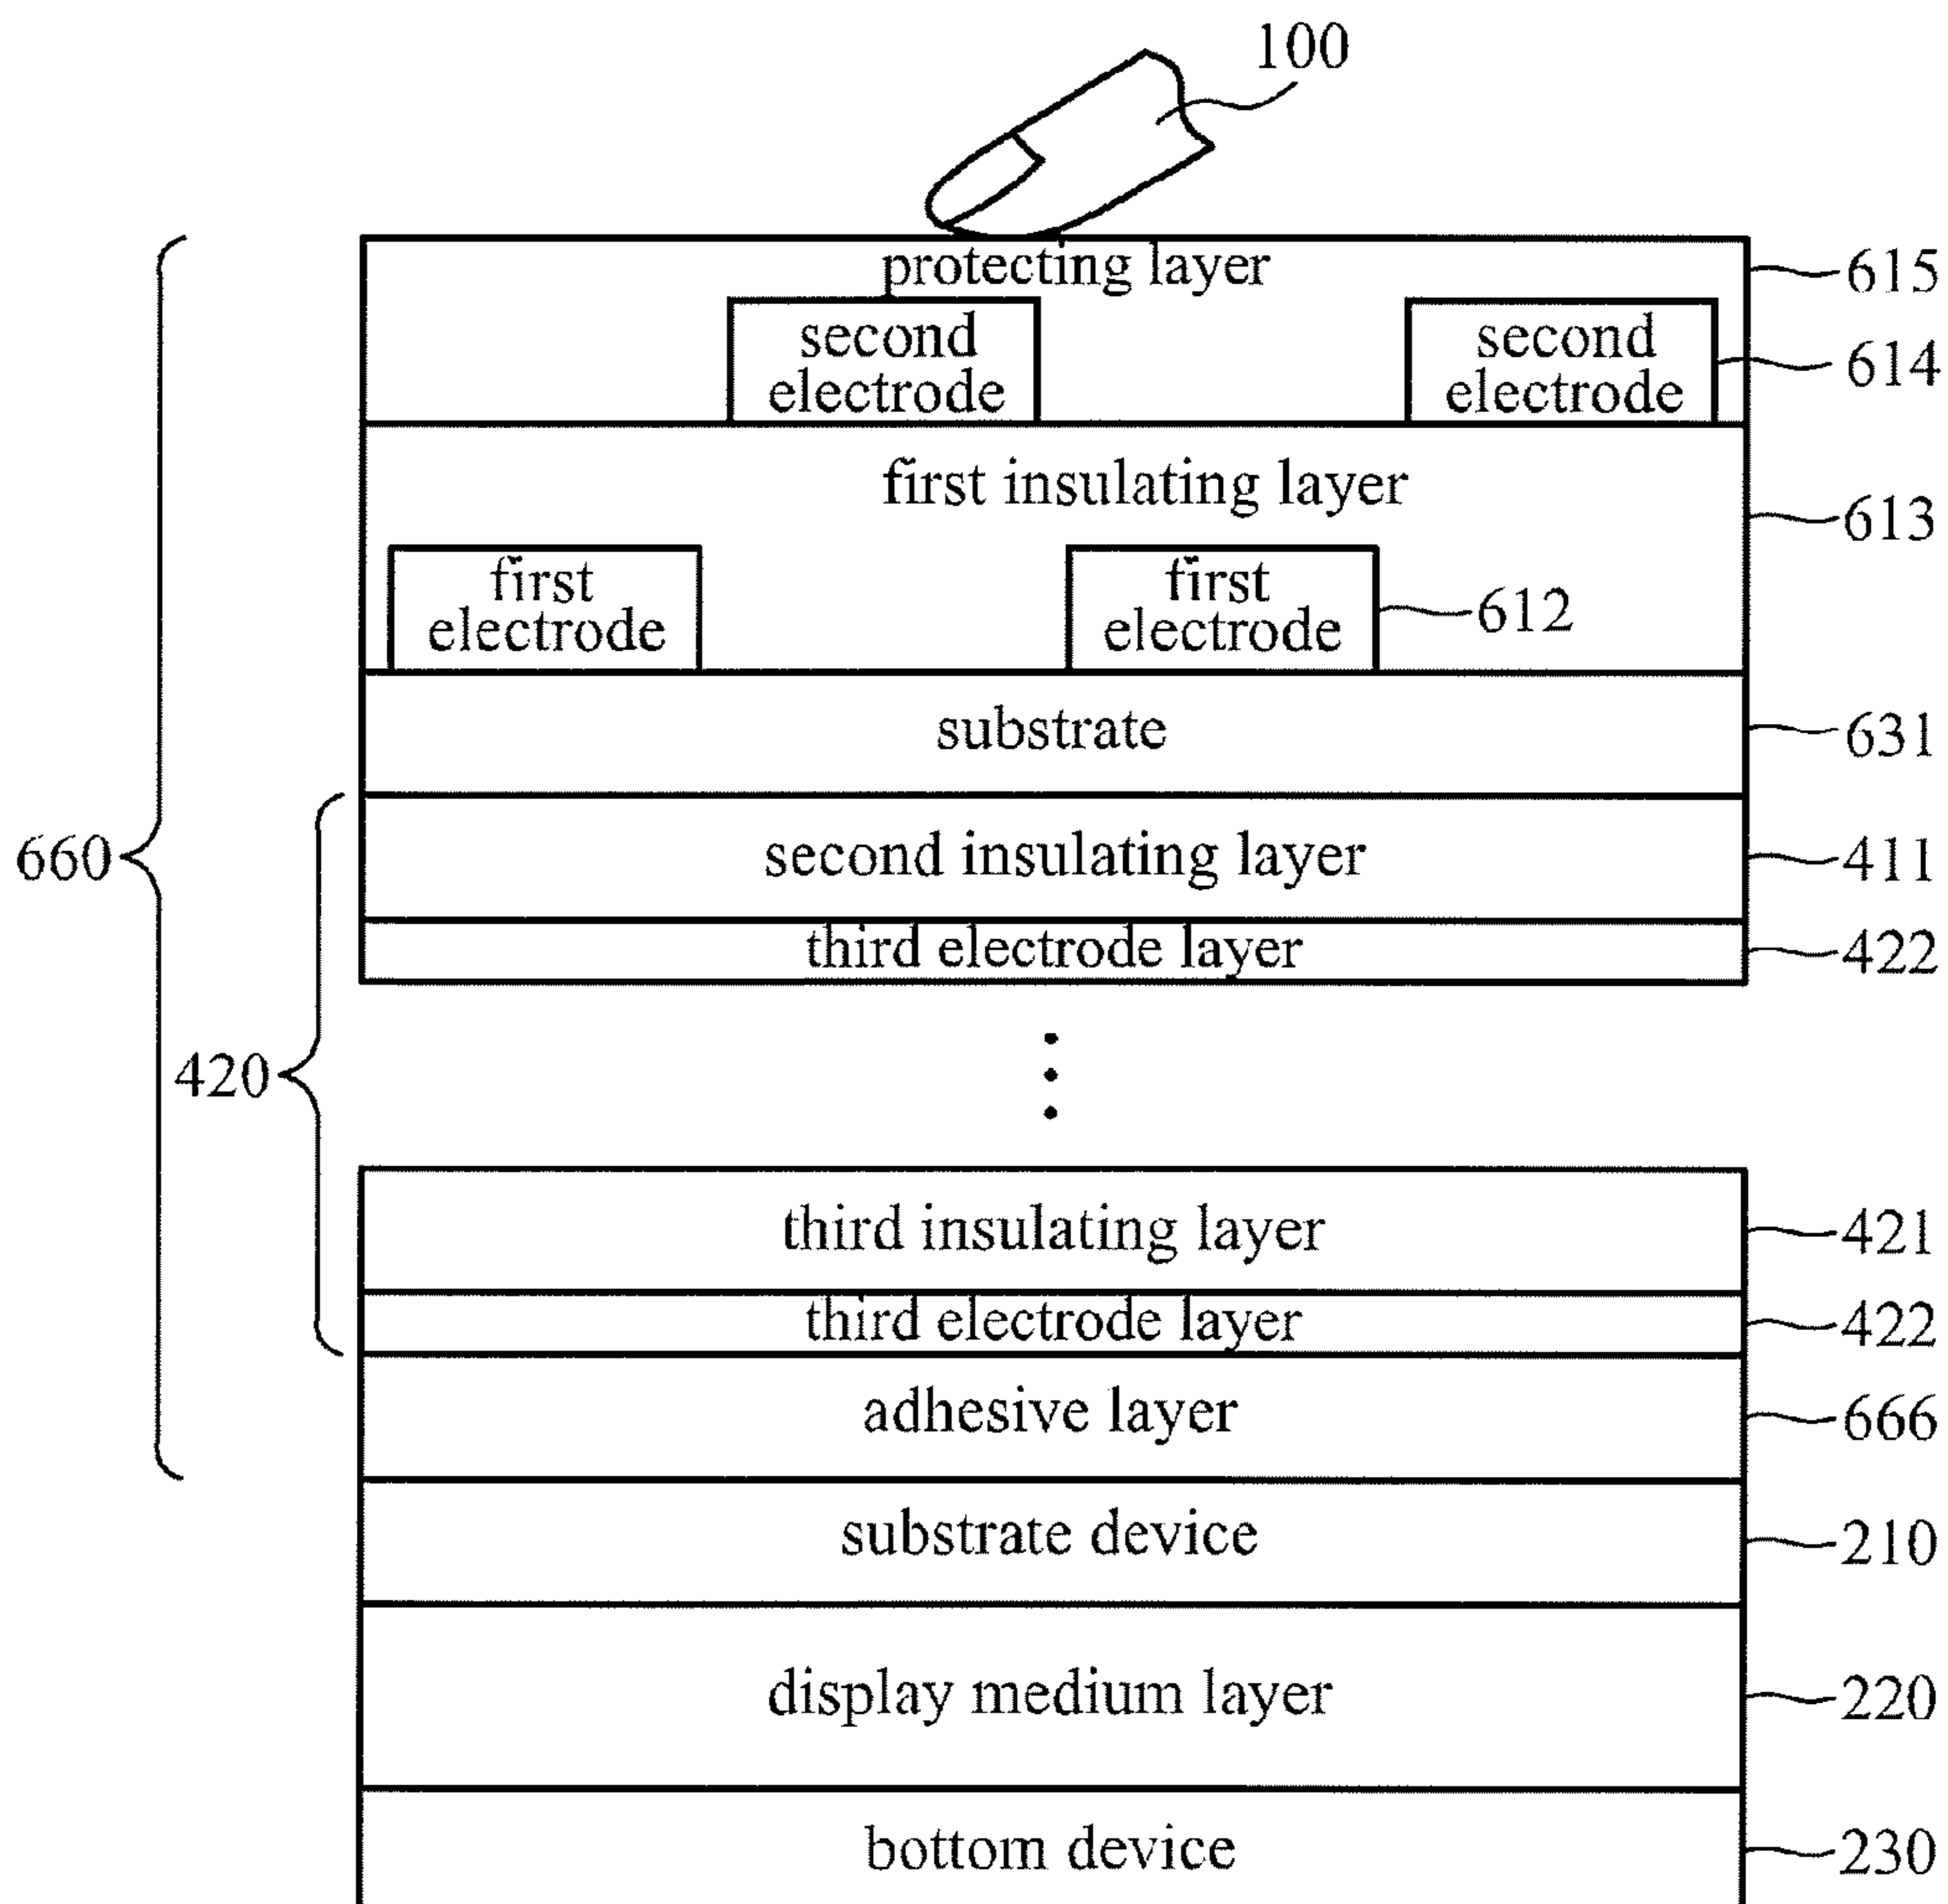 100
protecting layer
615
second
electrode
second
electrode
614
first insulating layer
613
first
electrode
first
electrode
612
substrate
631
660
second insulating layer
411
third electrode layer
422
420
third insulating layer
421
third electrode layer
422
adhesive layer
666
substrate device
210
display medium layer
220
bottom device
230